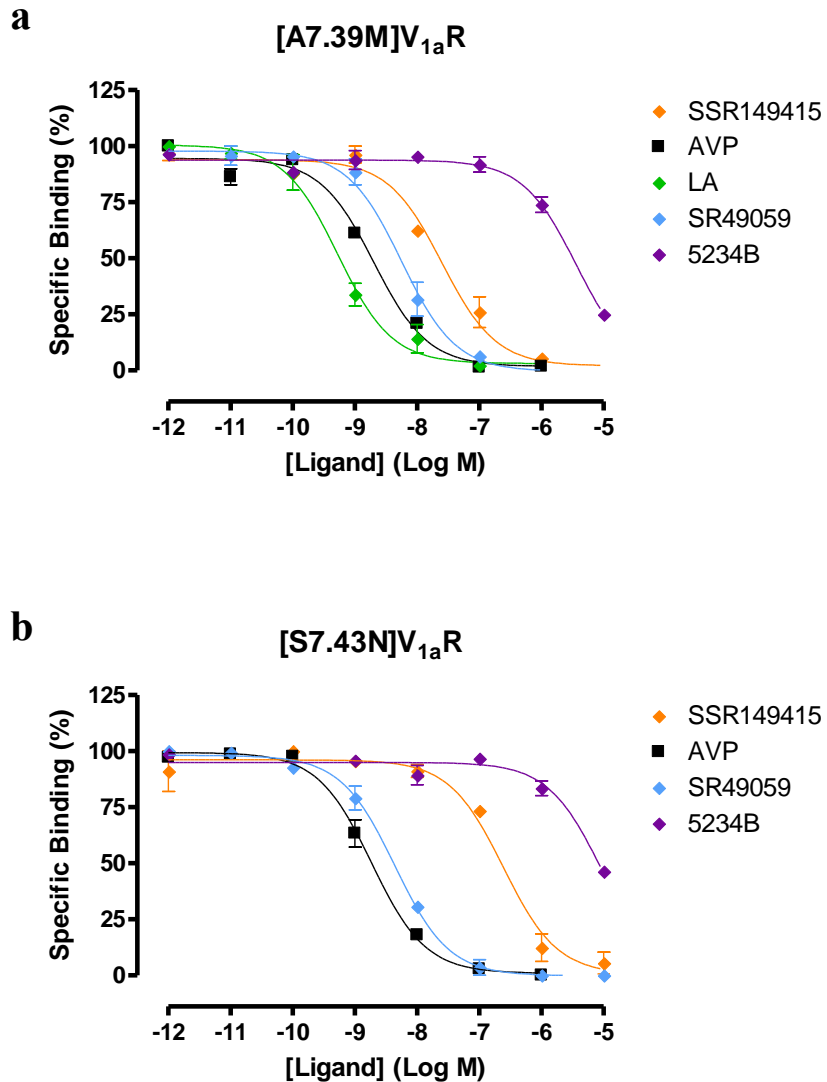 a
[A7.39M]V1aR
Specific Binding (%)
125
100
75
50
25
0
-12 -11 -10 -9 -8 -7 -6 -5
[Ligand] (Log M)
SSR149415
AVP
LA
SR49059
5234B
b
[S7.43N]V1aR
Specific Binding (%)
125
100
75
50
25
0
-12 -11 -10 -9 -8 -7 -6 -5
[Ligand] (Log M)
SSR149415
AVP
SR49059
5234B